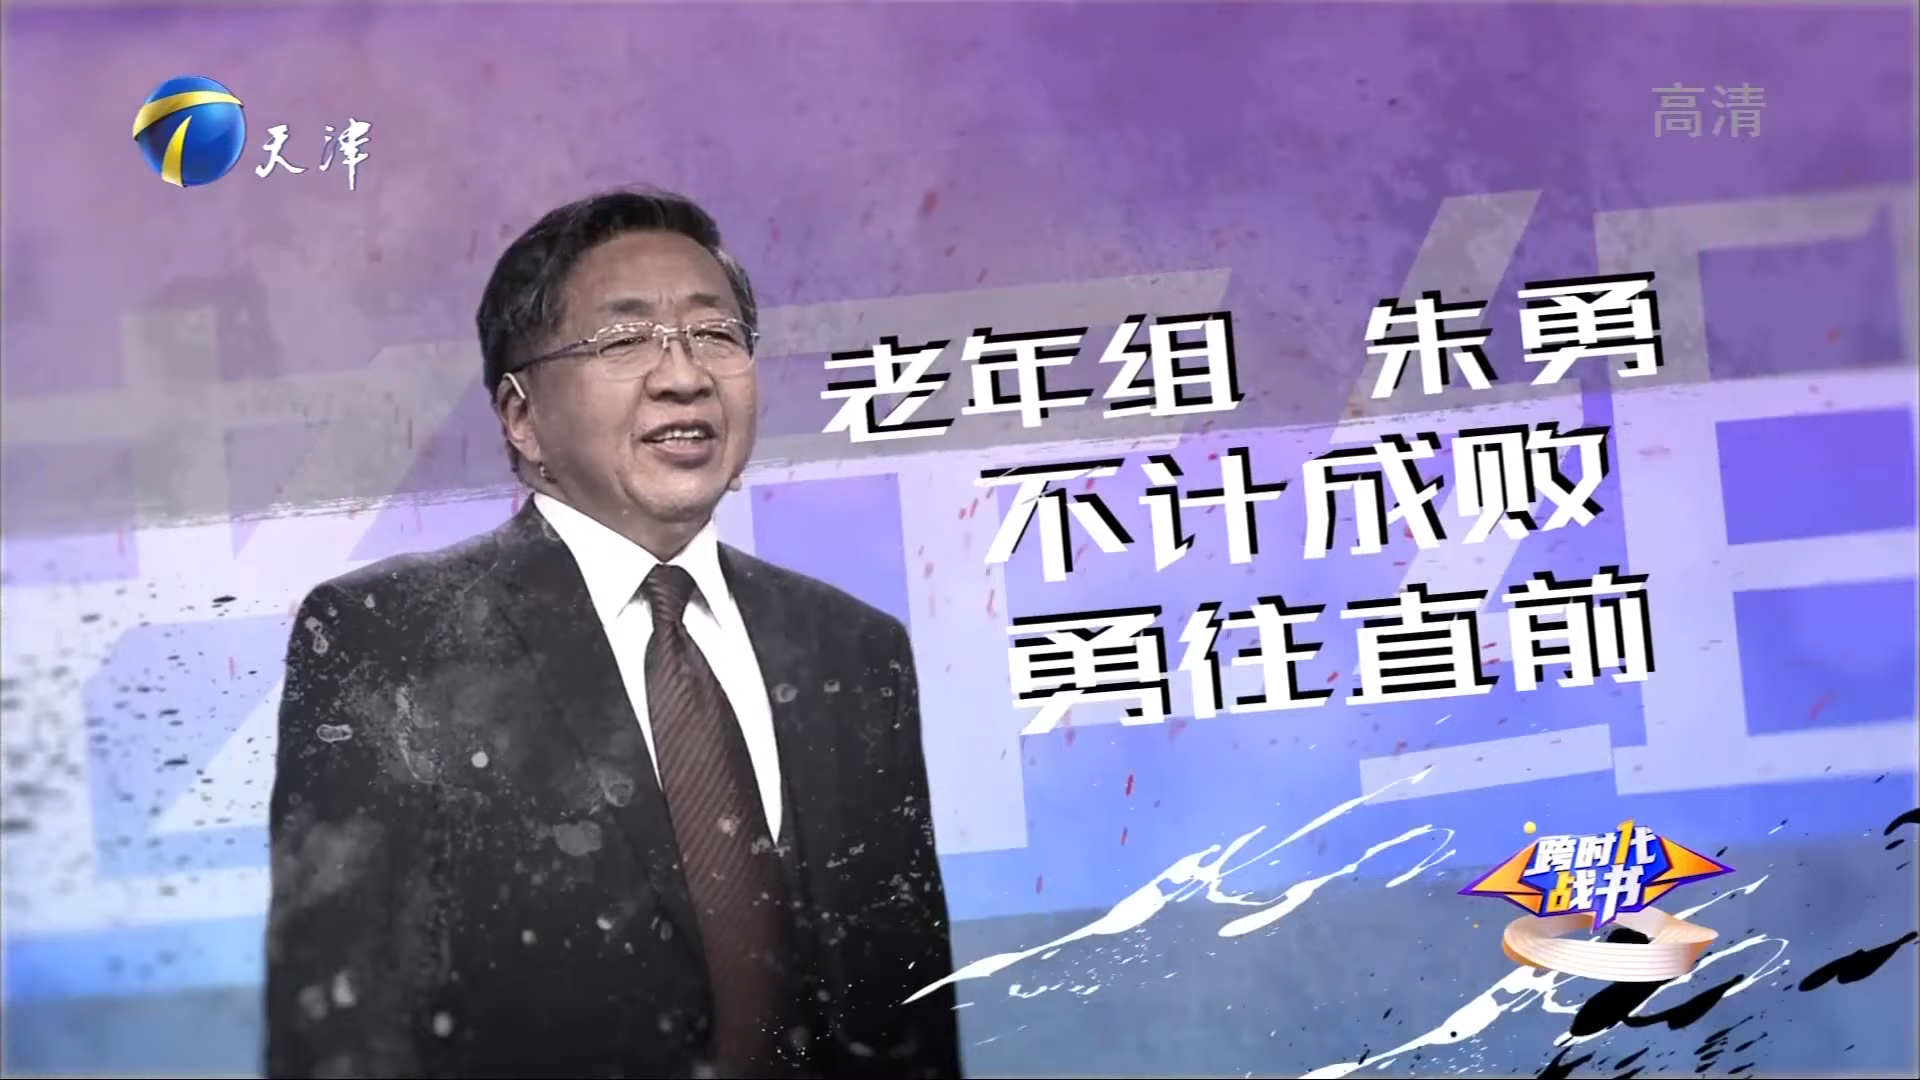 天津
高清
老年组 朱勇
不计成败
勇往直前
跨时代
战书